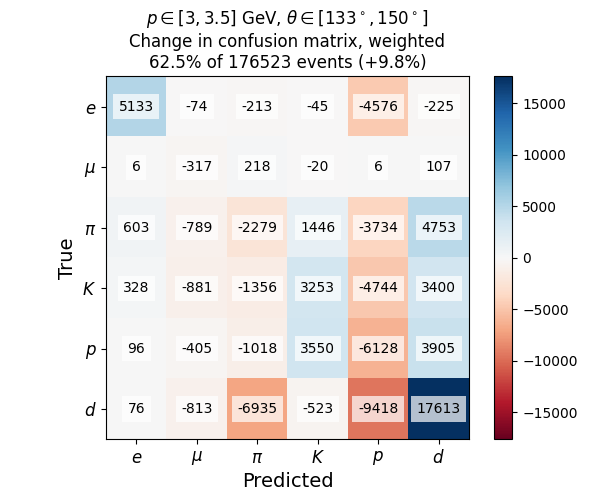 p ∈ [3, 3.5] GeV, θ ∈ [133°, 150°]
Change in confusion matrix, weighted
62.5% of 176523 events (+9.8%)
e 5133 -74 -213 -45 -4576 -225
μ 6 -317 218 -20 6 107
π 603 -789 -2279 1446 -3734 4753
K 328 -881 -1356 3253 -4744 3400
p 96 -405 -1018 3550 -6128 3905
d 76 -813 -6935 -523 -9418 17613
e μ π K p d
True
Predicted
15000
10000
5000
0
−5000
−10000
−15000